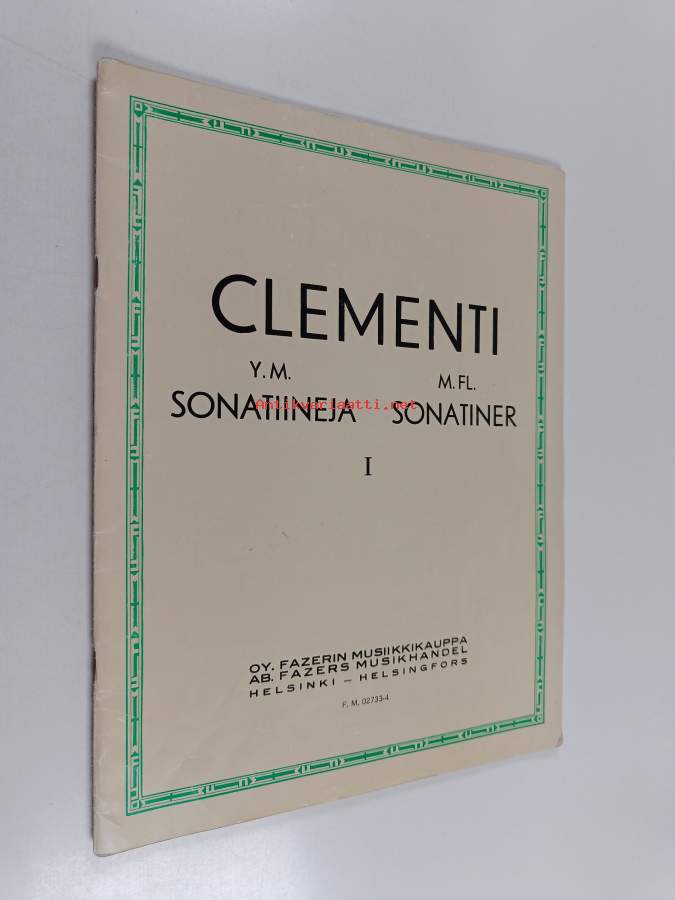 CLEMENTI
Y. M. M. FL.
SONATIINEJA SONATINER
Antikvariaatti.net
I
OY. FAZERIN MUSIIKKIKAUPPA
AB. FAZERS MUSIKHANDEL
HELSINKI – HELSINGFORS
F. M. 02733-4